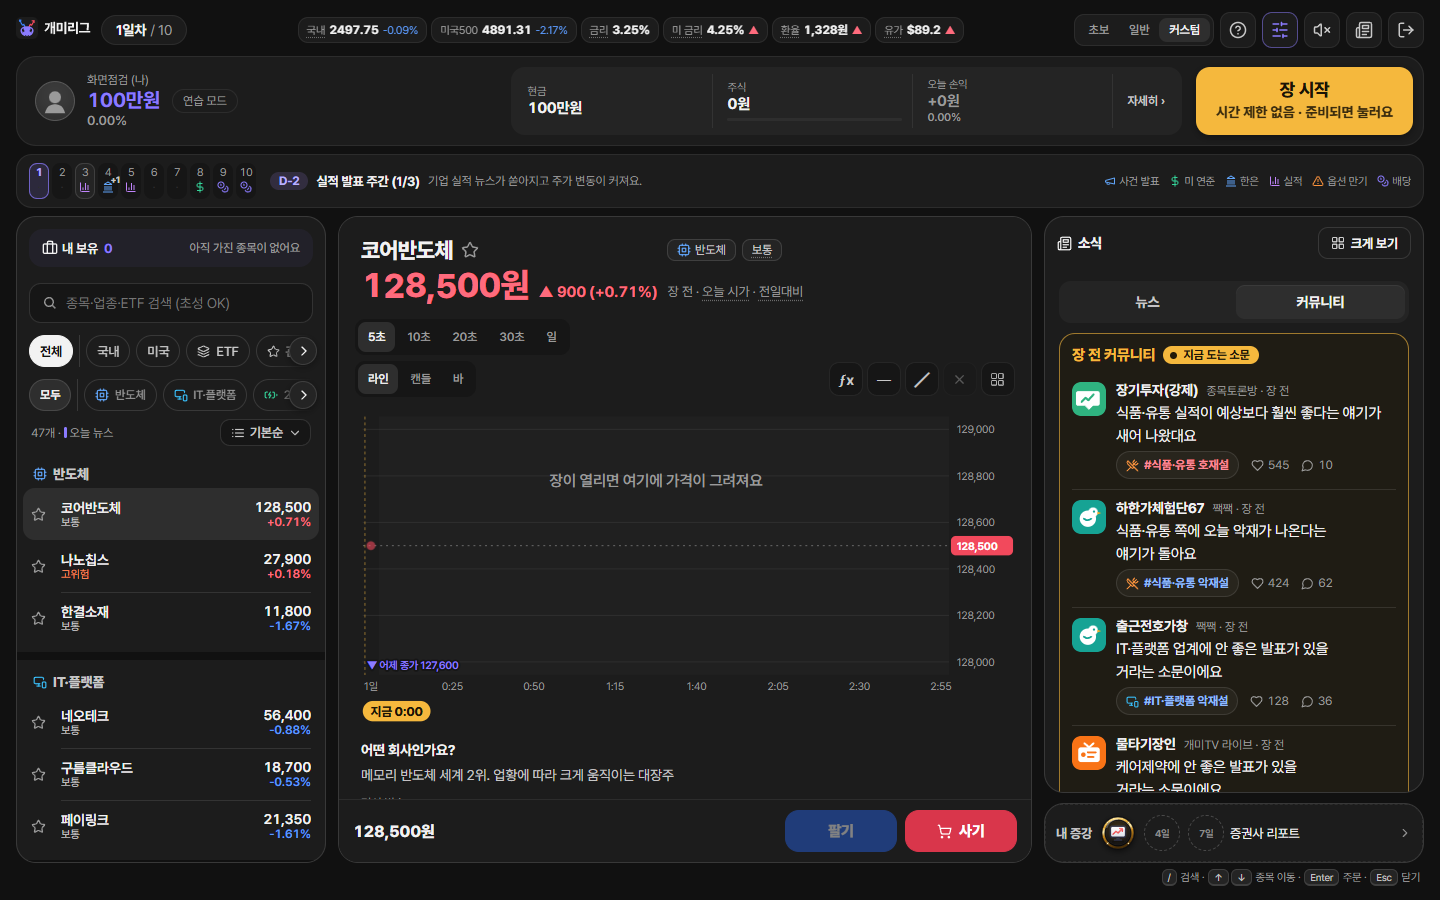 개미리그
1일차 / 10
국내 2497.75 -0.09%
미국500 4891.31 -2.17%
금리 3.25%
미 금리 4.25% ▲
환율 1,328원 ▲
유가 $89.2 ▲
초보 일반 커스텀
화면점검 (나)
100만원
연습 모드
0.00%
현금
100만원
주식
0원
오늘 손익
+0원
0.00%
자세히 ›
장 시작
시간 제한 없음 · 준비되면 눌러요
1 2 3 4 5 6 7 8 9 10
+1
D-2 실적 발표 주간 (1/3) 기업 실적 뉴스가 쏟아지고 주가 변동이 커져요.
사건 발표 $ 미 연준 한은 실적 옵션 만기 배당
내 보유 0 아직 가진 종목이 없어요
종목·업종·ETF 검색 (초성 OK)
전체 국내 미국 ETF
모두 반도체 IT·플랫폼
47개 · 오늘 뉴스
기본순
반도체
코어반도체 128,500
보통 +0.71%
나노칩스 27,900
고위험 +0.18%
한결소재 11,800
보통 -1.67%
IT·플랫폼
네오테크 56,400
보통 -0.88%
구름클라우드 18,700
보통 -0.53%
페이링크 21,350
보통 -1.61%
코어반도체
반도체 보통
128,500원 ▲ 900 (+0.71%) 장 전 · 오늘 시가 · 전일대비
5초 10초 20초 30초 일
라인 캔들 바
ƒx
장이 열리면 여기에 가격이 그려져요
129,000
128,800
128,600
128,500
128,400
128,200
128,000
▼ 어제 종가 127,600
1일 0:25 0:50 1:15 1:40 2:05 2:30 2:55
지금 0:00
어떤 회사인가요?
메모리 반도체 세계 2위. 업황에 따라 크게 움직이는 대장주
128,500원
팔기
사기
소식
크게 보기
뉴스 커뮤니티
장 전 커뮤니티 지금 도는 소문
장기투자(강제) 종목토론방 · 장 전
식품·유통 실적이 예상보다 훨씬 좋다는 얘기가
새어 나왔대요
#식품·유통 호재설 545 10
하한가체험단67 짹짹 · 장 전
식품·유통 쪽에 오늘 악재가 나온다는
얘기가 돌아요
#식품·유통 악재설 424 62
출근전호가창 짹짹 · 장 전
IT·플랫폼 업계에 안 좋은 발표가 있을
거라는 소문이에요
#IT·플랫폼 악재설 128 36
물타기장인 개미TV 라이브 · 장 전
케어제약에 안 좋은 발표가 있을
거라는 소문이에요
내 증강 4일 7일 증권사 리포트
/ 검색 · ↑ ↓ 종목 이동 · Enter 주문 · Esc 닫기